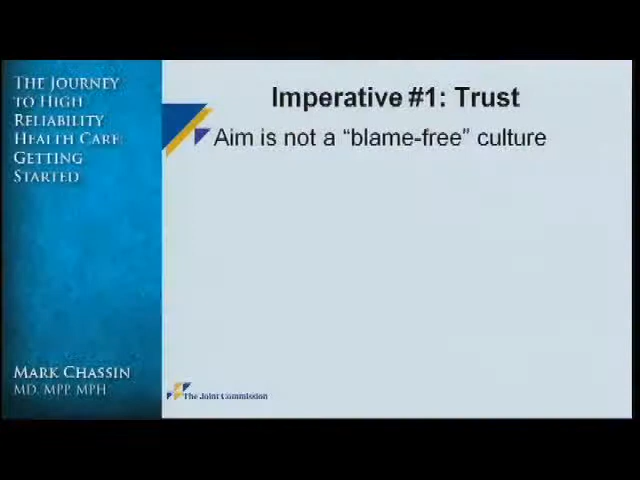 THE JOURNEY
TO HIGH
RELIABILITY
HEALTH CARE:
GETTING
STARTED
Imperative #1: Trust
Aim is not a “blame-free” culture
MARK CHASSIN
MD, MPP, MPH
The Joint Commission